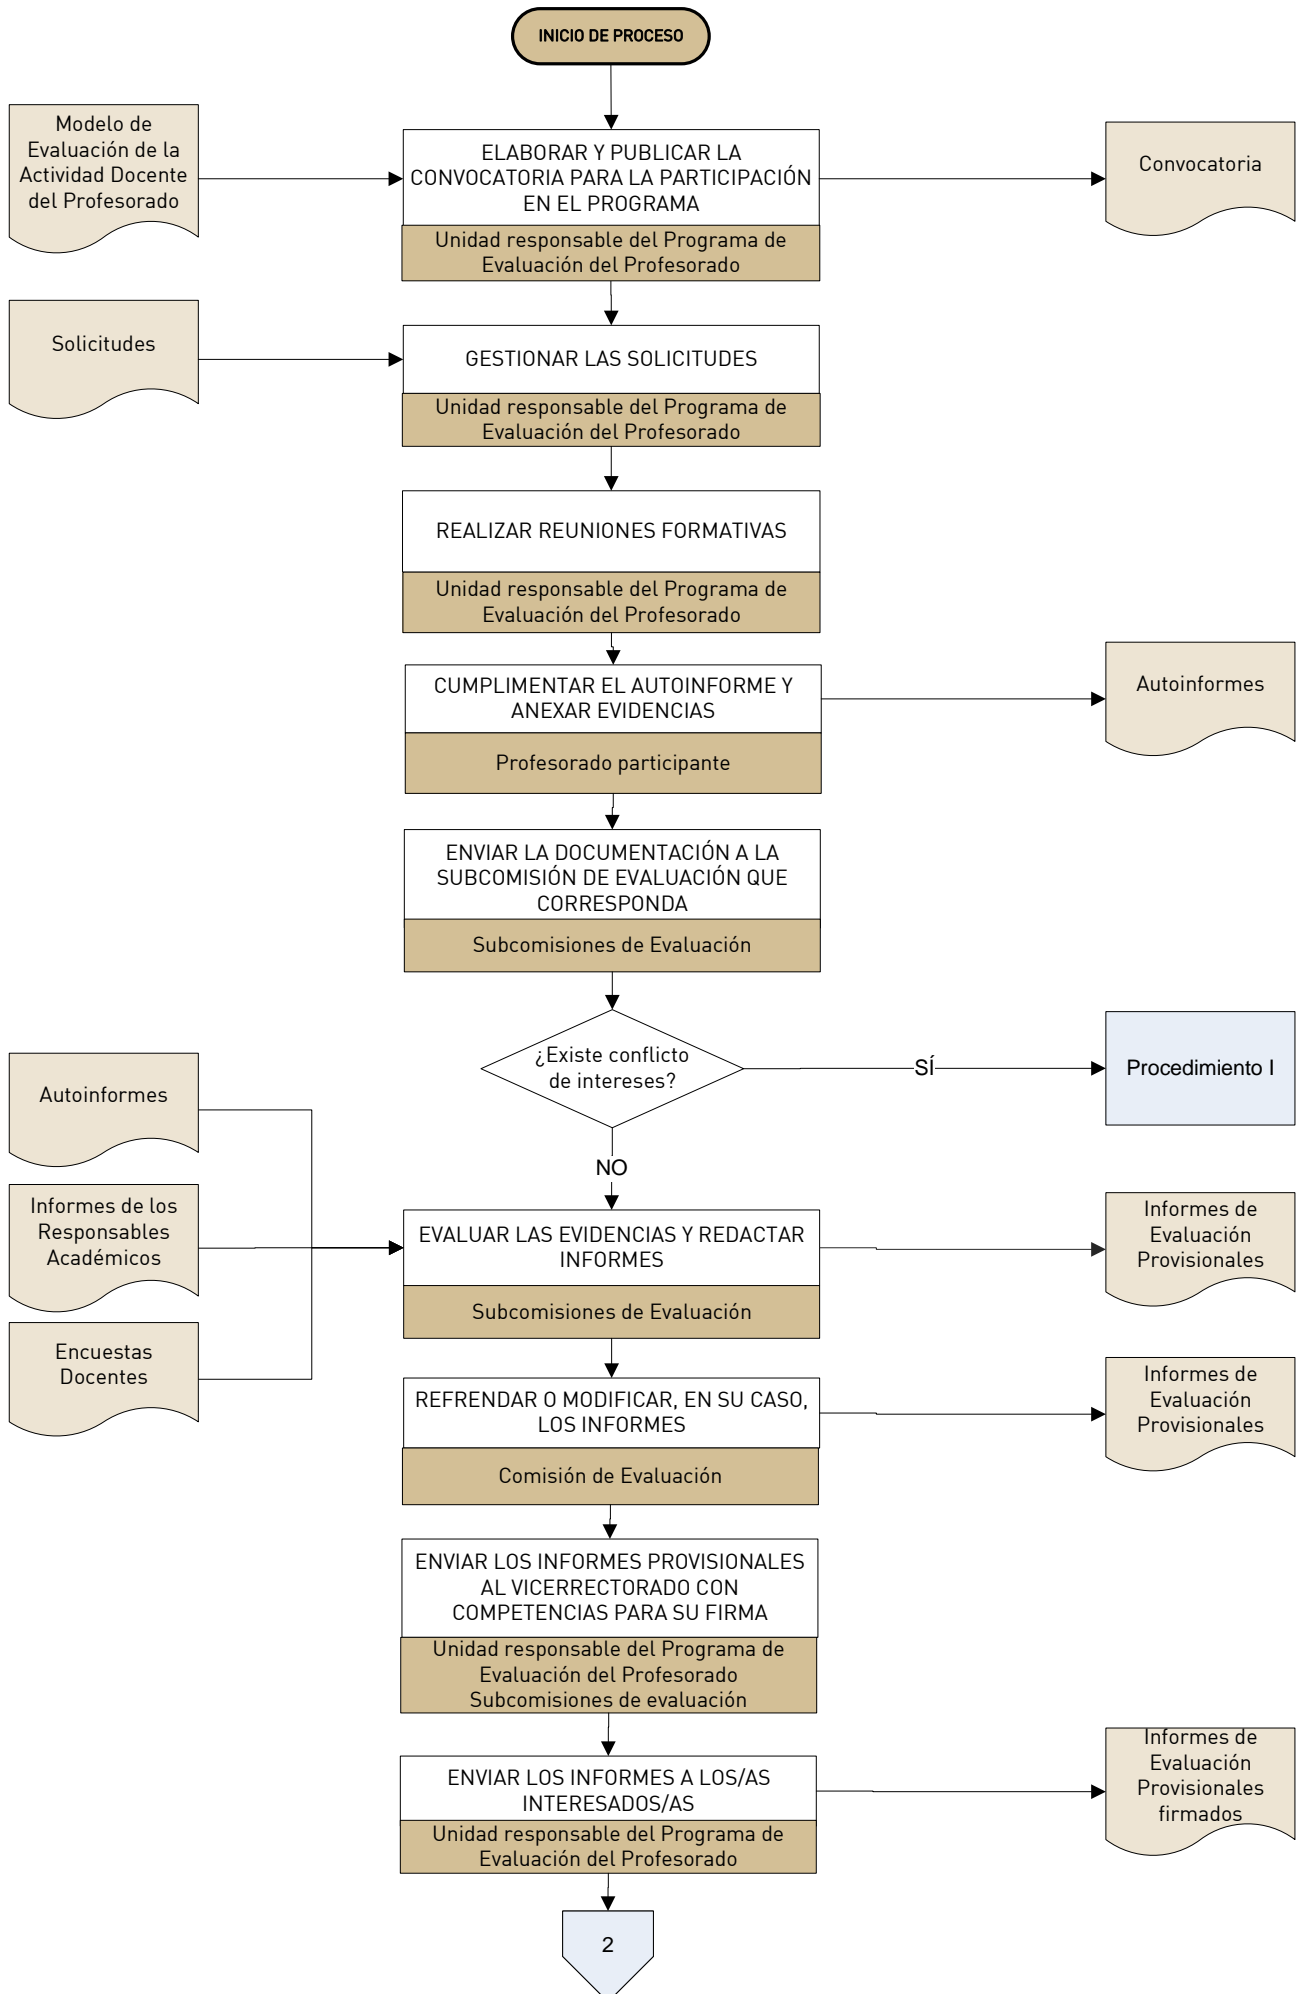 INICIO DE PROCESO
Modelo de
Evaluación de la
Actividad Docente
del Profesorado
ELABORAR Y PUBLICAR LA
CONVOCATORIA PARA LA PARTICIPACIÓN
EN EL PROGRAMA
Unidad responsable del Programa de
Evaluación del Profesorado
Convocatoria
Solicitudes
GESTIONAR LAS SOLICITUDES
Unidad responsable del Programa de
Evaluación del Profesorado
REALIZAR REUNIONES FORMATIVAS
Unidad responsable del Programa de
Evaluación del Profesorado
CUMPLIMENTAR EL AUTOINFORME Y
ANEXAR EVIDENCIAS
Profesorado participante
Autoinformes
ENVIAR LA DOCUMENTACIÓN A LA
SUBCOMISIÓN DE EVALUACIÓN QUE
CORRESPONDA
Subcomisiones de Evaluación
¿Existe conflicto
de intereses?
SÍ
Procedimiento I
NO
Autoinformes
Informes de los
Responsables
Académicos
Encuestas
Docentes
EVALUAR LAS EVIDENCIAS Y REDACTAR
INFORMES
Subcomisiones de Evaluación
Informes de
Evaluación
Provisionales
REFRENDAR O MODIFICAR, EN SU CASO,
LOS INFORMES
Comisión de Evaluación
Informes de
Evaluación
Provisionales
ENVIAR LOS INFORMES PROVISIONALES
AL VICERRECTORADO CON
COMPETENCIAS PARA SU FIRMA
Unidad responsable del Programa de
Evaluación del Profesorado
Subcomisiones de evaluación
ENVIAR LOS INFORMES A LOS/AS
INTERESADOS/AS
Unidad responsable del Programa de
Evaluación del Profesorado
Informes de
Evaluación
Provisionales
firmados
2